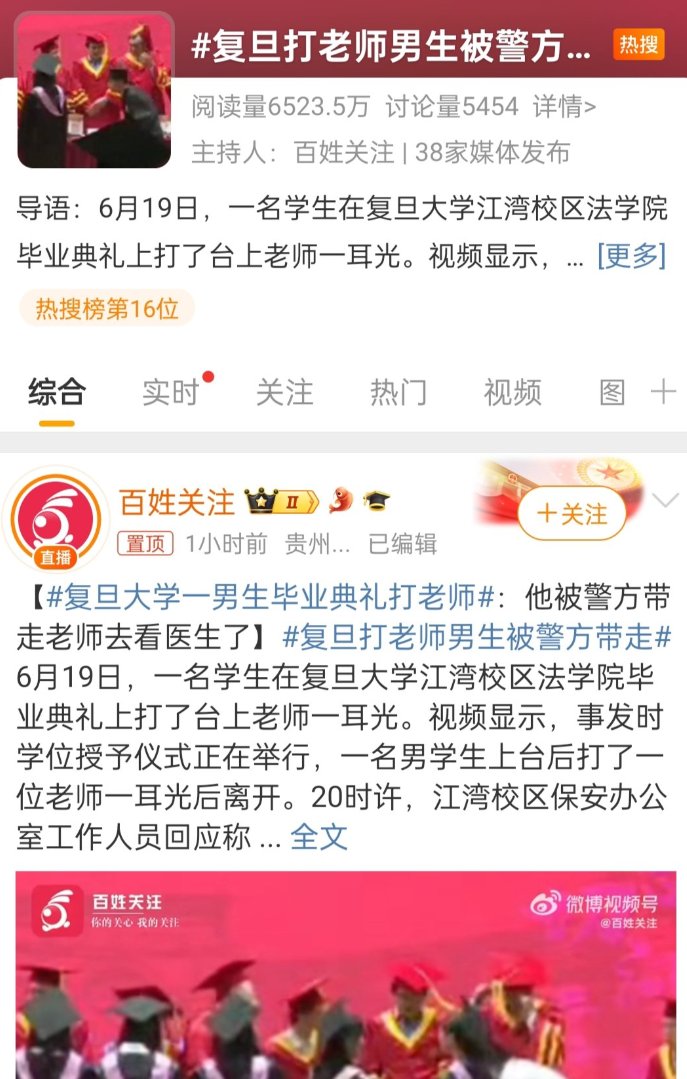 #复旦打老师男生被警方... 热搜
阅读量6523.5万 讨论量5454 详情>
主持人：百姓关注 | 38家媒体发布
导语：6月19日，一名学生在复旦大学江湾校区法学院
毕业典礼上打了台上老师一耳光。视频显示，... [更多]
热搜榜第16位
综合 实时 关注 热门 视频 图
百姓关注 II
+关注
直播
置顶 1小时前 贵州... 已编辑
【#复旦大学一男生毕业典礼打老师#：他被警方带
走老师去看医生了】#复旦打老师男生被警方带走#
6月19日，一名学生在复旦大学江湾校区法学院毕
业典礼上打了台上老师一耳光。视频显示，事发时
学位授予仪式正在举行，一名男学生上台后打了一
位老师一耳光后离开。20时许，江湾校区保安办公
室工作人员回应称 ... 全文
百姓关注
你的关心 我的关注
微博视频号
@百姓关注